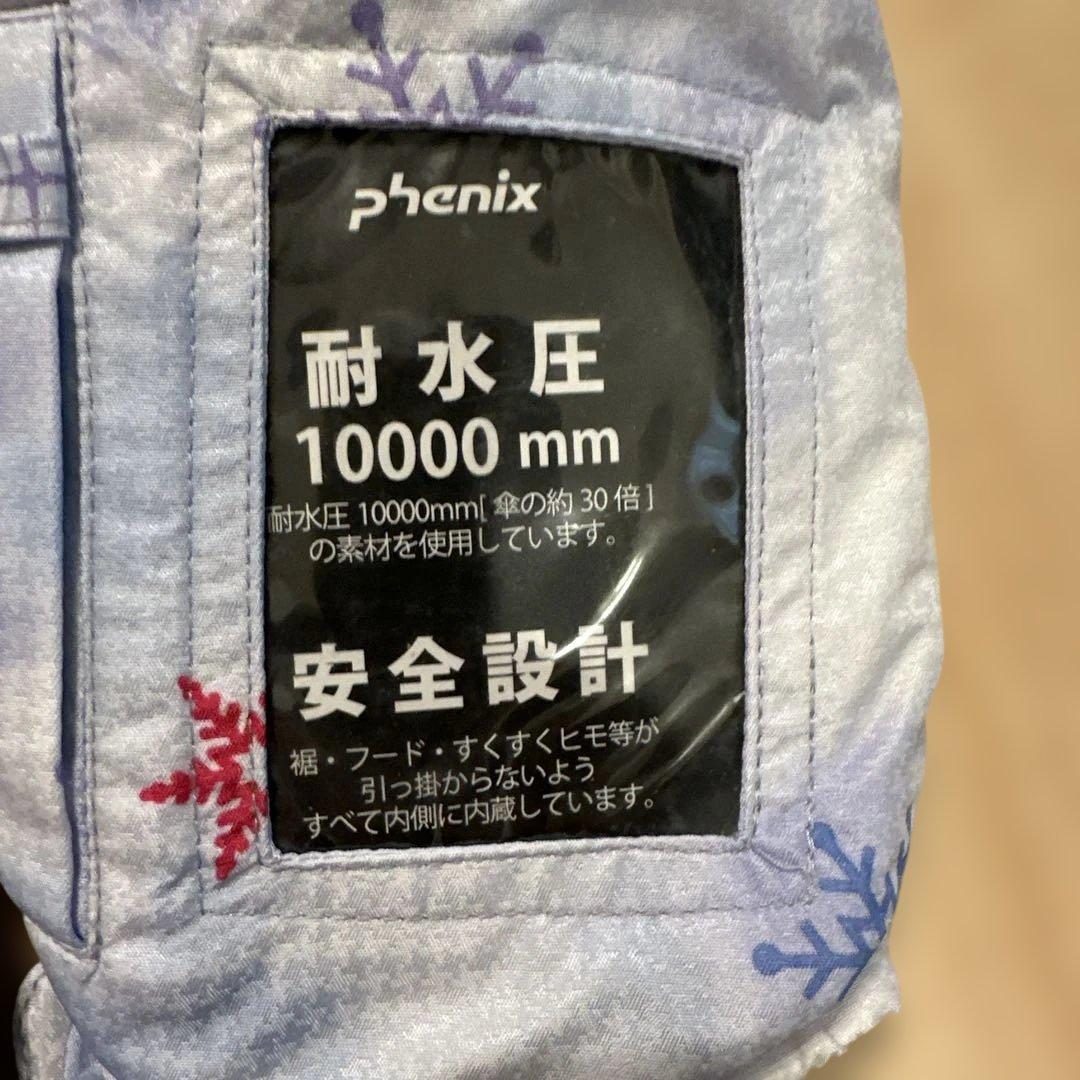 phenix
耐水圧
10000 mm
耐水圧 10000mm[ 傘の約 30 倍 ]
の素材を使用しています。
安全設計
裾・フード・すくすくヒモ等が
引っ掛からないよう
すべて内側に内蔵しています。